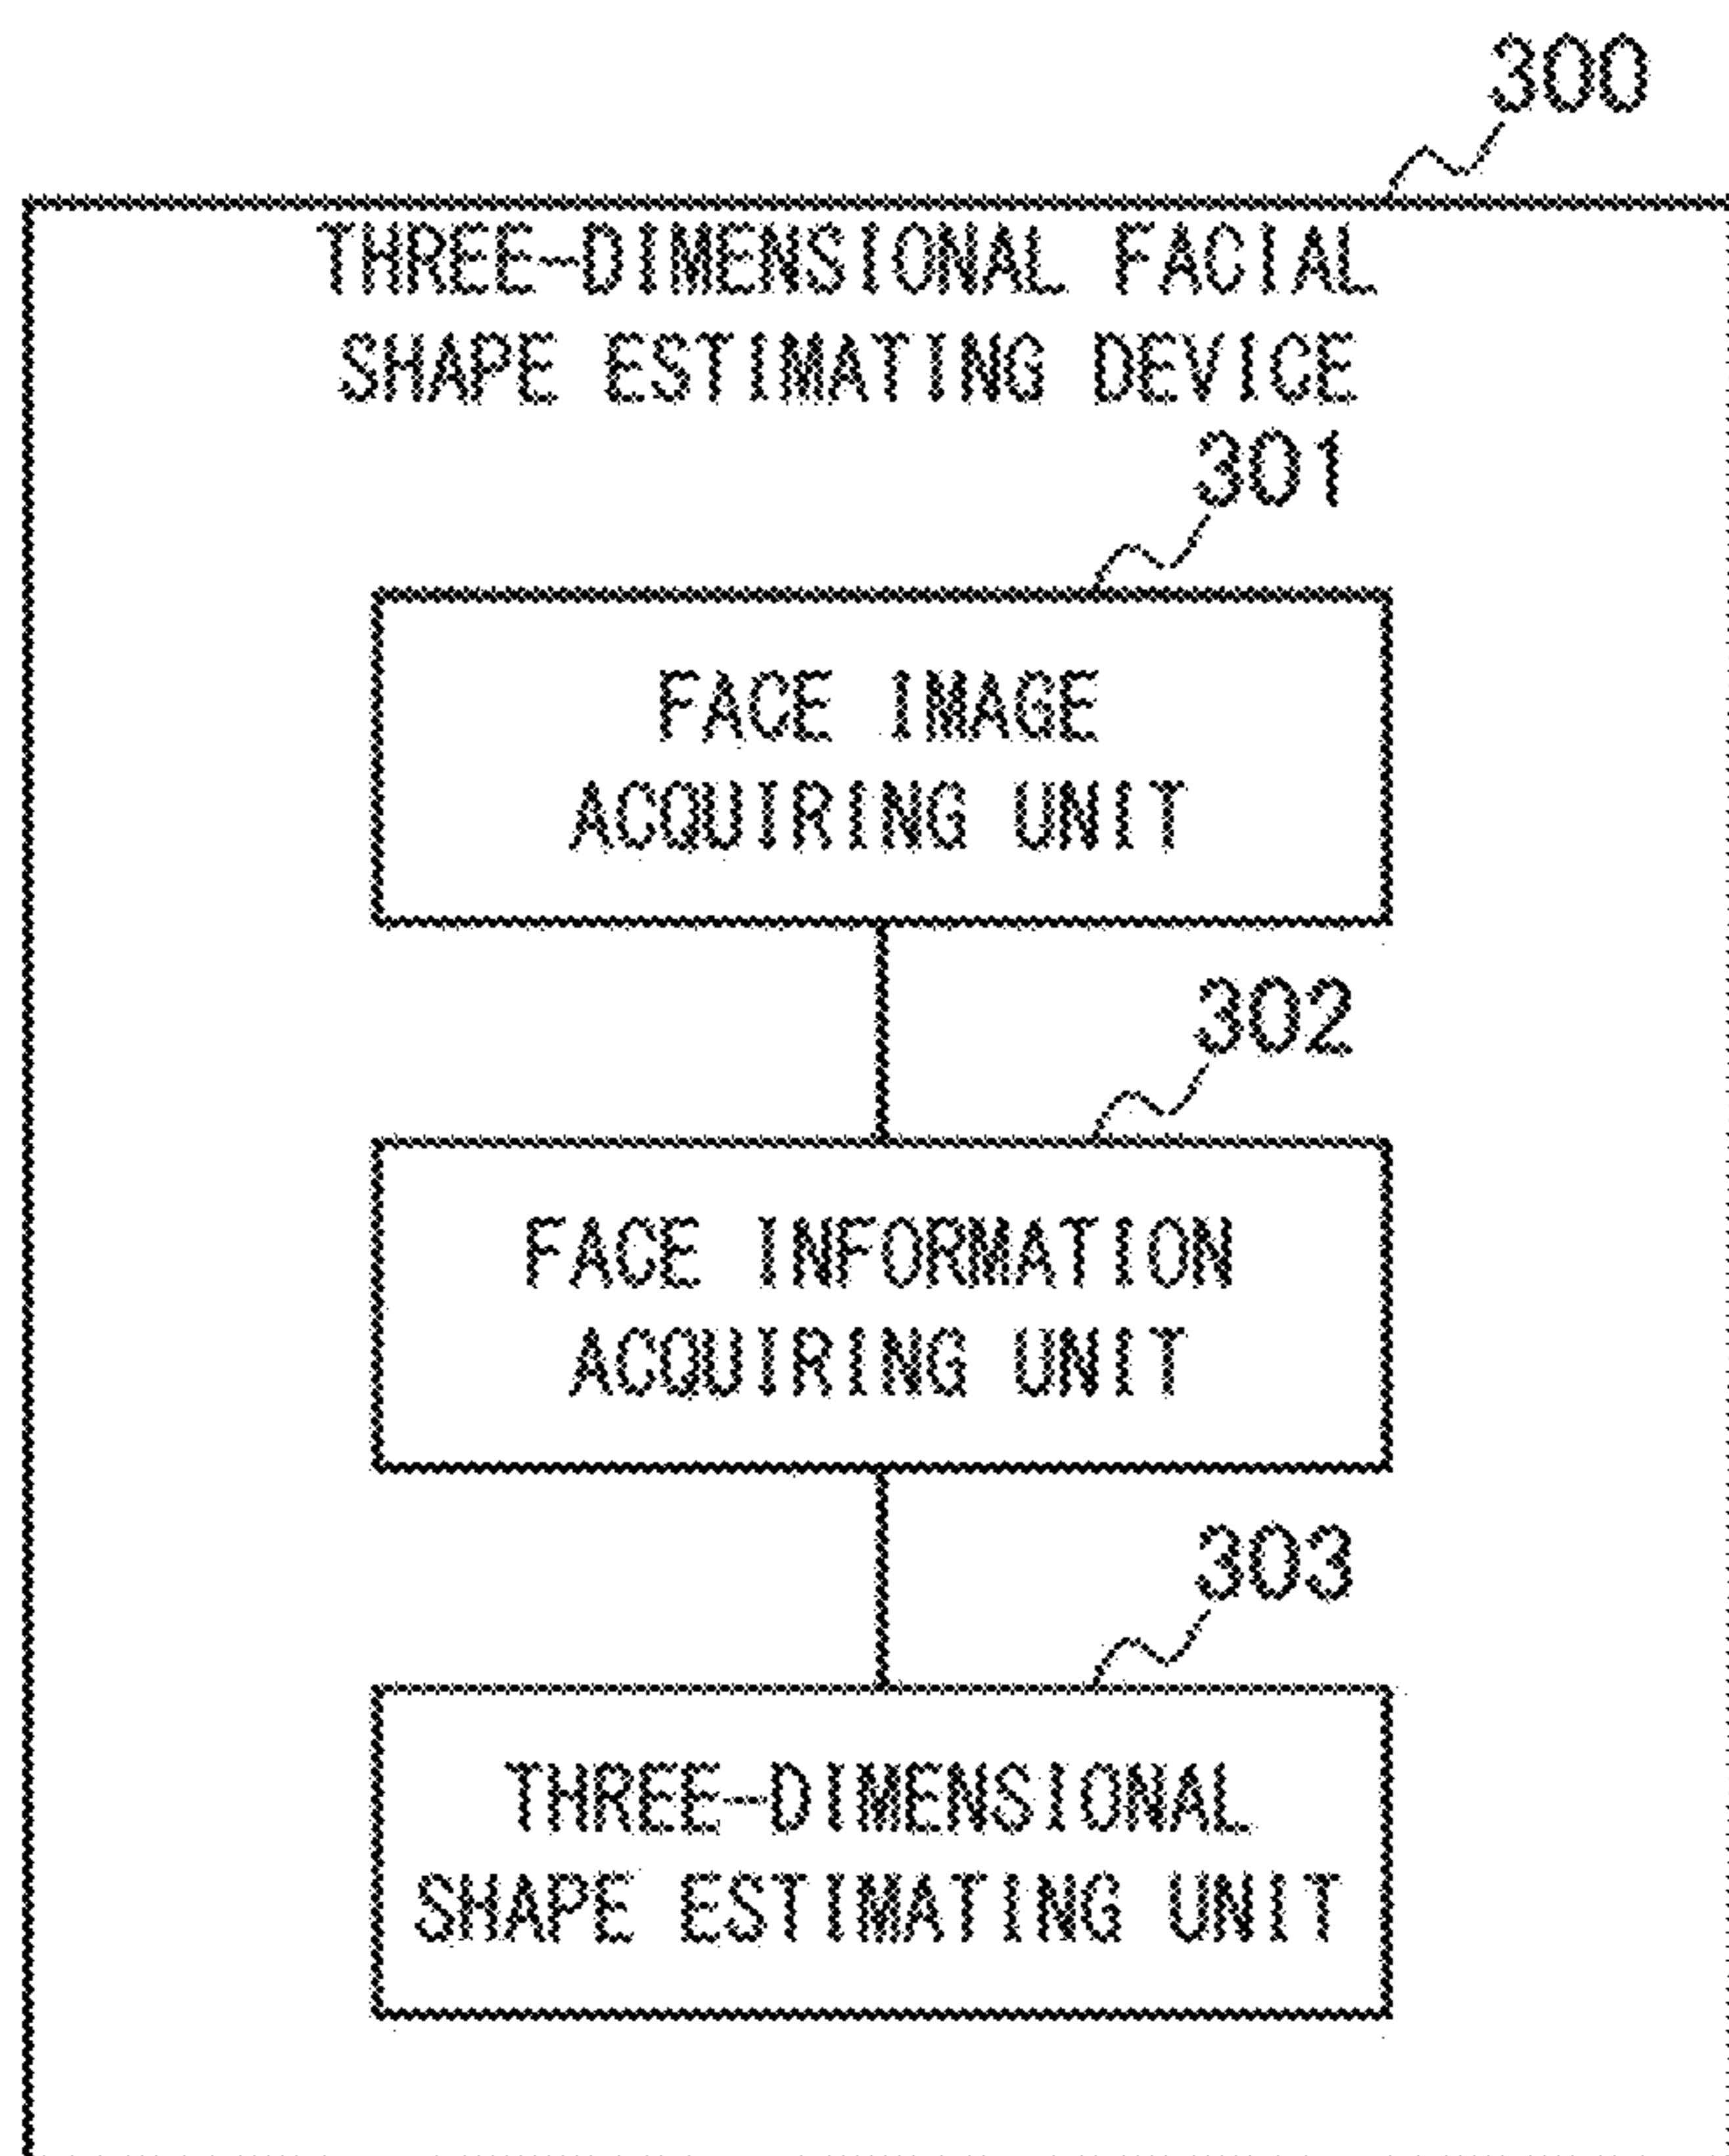 300
THREE-DIMENSIONAL FACIAL
SHAPE ESTIMATING DEVICE
301
FACE IMAGE
ACQUIRING UNIT
302
FACE INFORMATION
ACQUIRING UNIT
303
THREE-DIMENSIONAL
SHAPE ESTIMATING UNIT